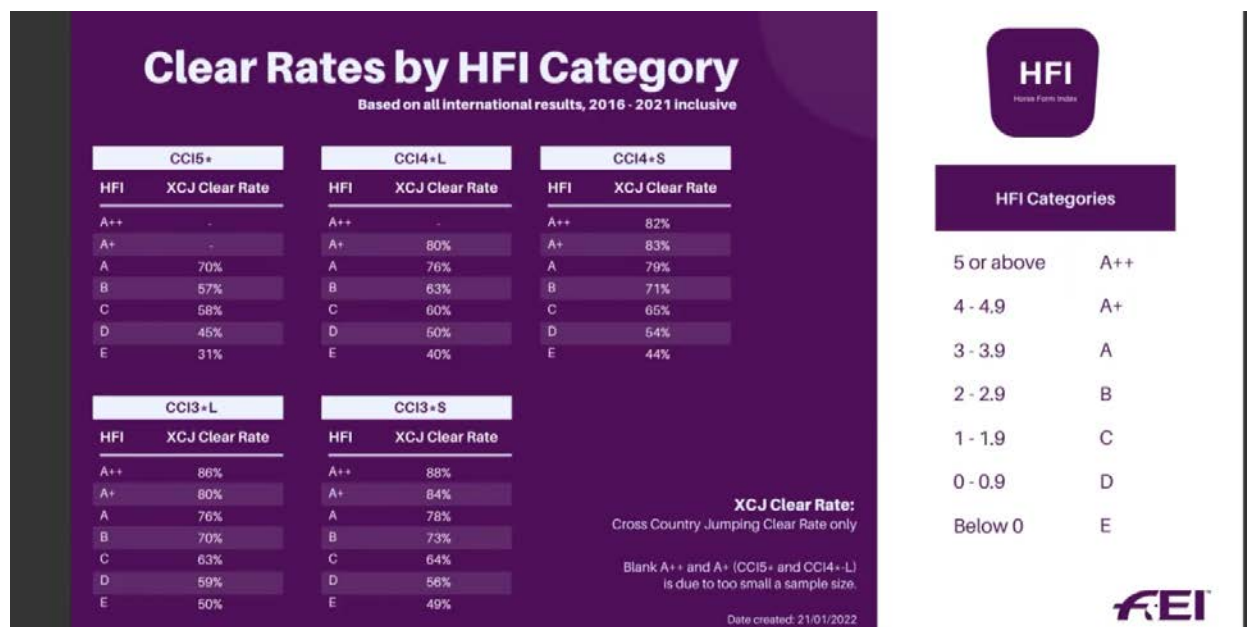 Clear Rates by HFI Category
Based on all international results, 2016 - 2021 inclusive
CCI5*
HFI XCJ Clear Rate
A++ -
A+ -
A 70%
B 57%
C 58%
D 45%
E 31%
CCI4*L
HFI XCJ Clear Rate
A++ -
A+ 80%
A 76%
B 63%
C 60%
D 50%
E 40%
CCI4*S
HFI XCJ Clear Rate
A++ 82%
A+ 83%
A 79%
B 71%
C 65%
D 54%
E 44%
CCI3*L
HFI XCJ Clear Rate
A++ 86%
A+ 80%
A 76%
B 70%
C 63%
D 59%
E 50%
CCI3*S
HFI XCJ Clear Rate
A++ 88%
A+ 84%
A 78%
B 73%
C 64%
D 56%
E 49%
XCJ Clear Rate:
Cross Country Jumping Clear Rate only
Blank A++ and A+ (CCI5* and CCI4*-L)
is due to too small a sample size.
Date created: 21/01/2022
HFI
Horse Form Index
HFI Categories
5 or above A++
4 - 4.9 A+
3 - 3.9 A
2 - 2.9 B
1 - 1.9 C
0 - 0.9 D
Below 0 E
FEI